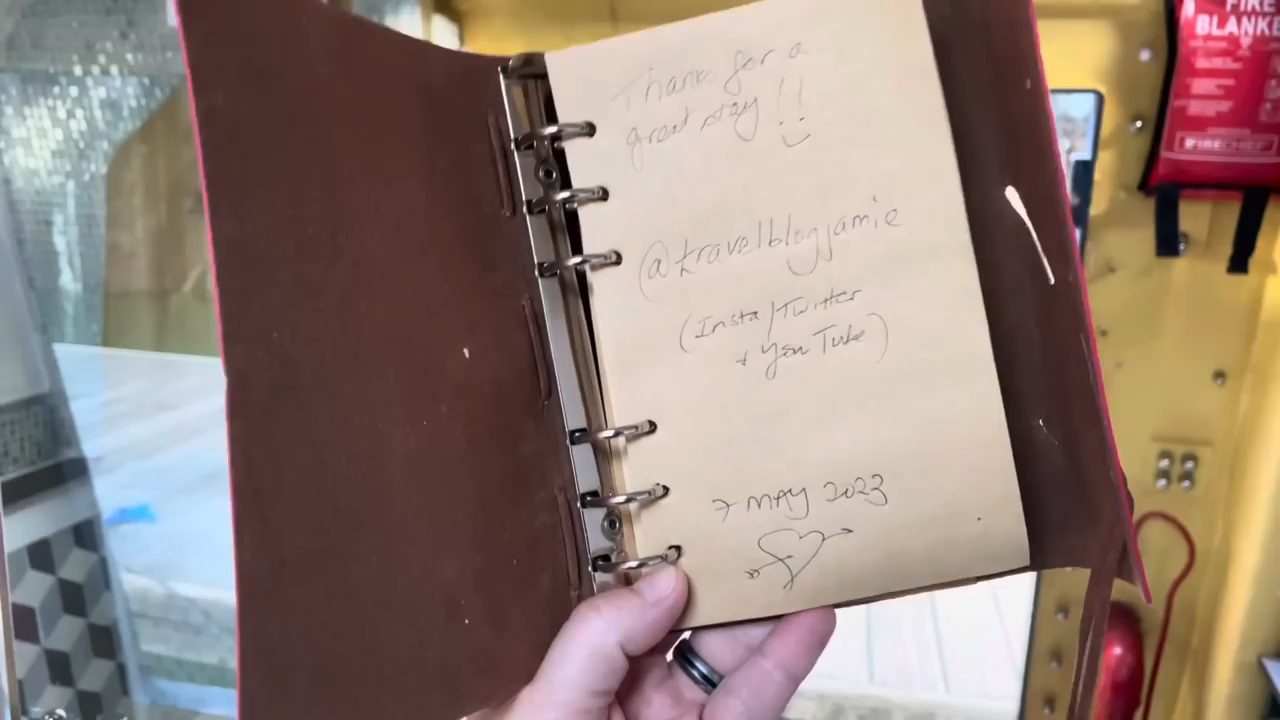 Thanks for a
great stay !!
@travelblogjamie
(Insta/Twitter
+ YouTube)
7 MAY 2023
FIRE
BLANKE
FIRECHIEF